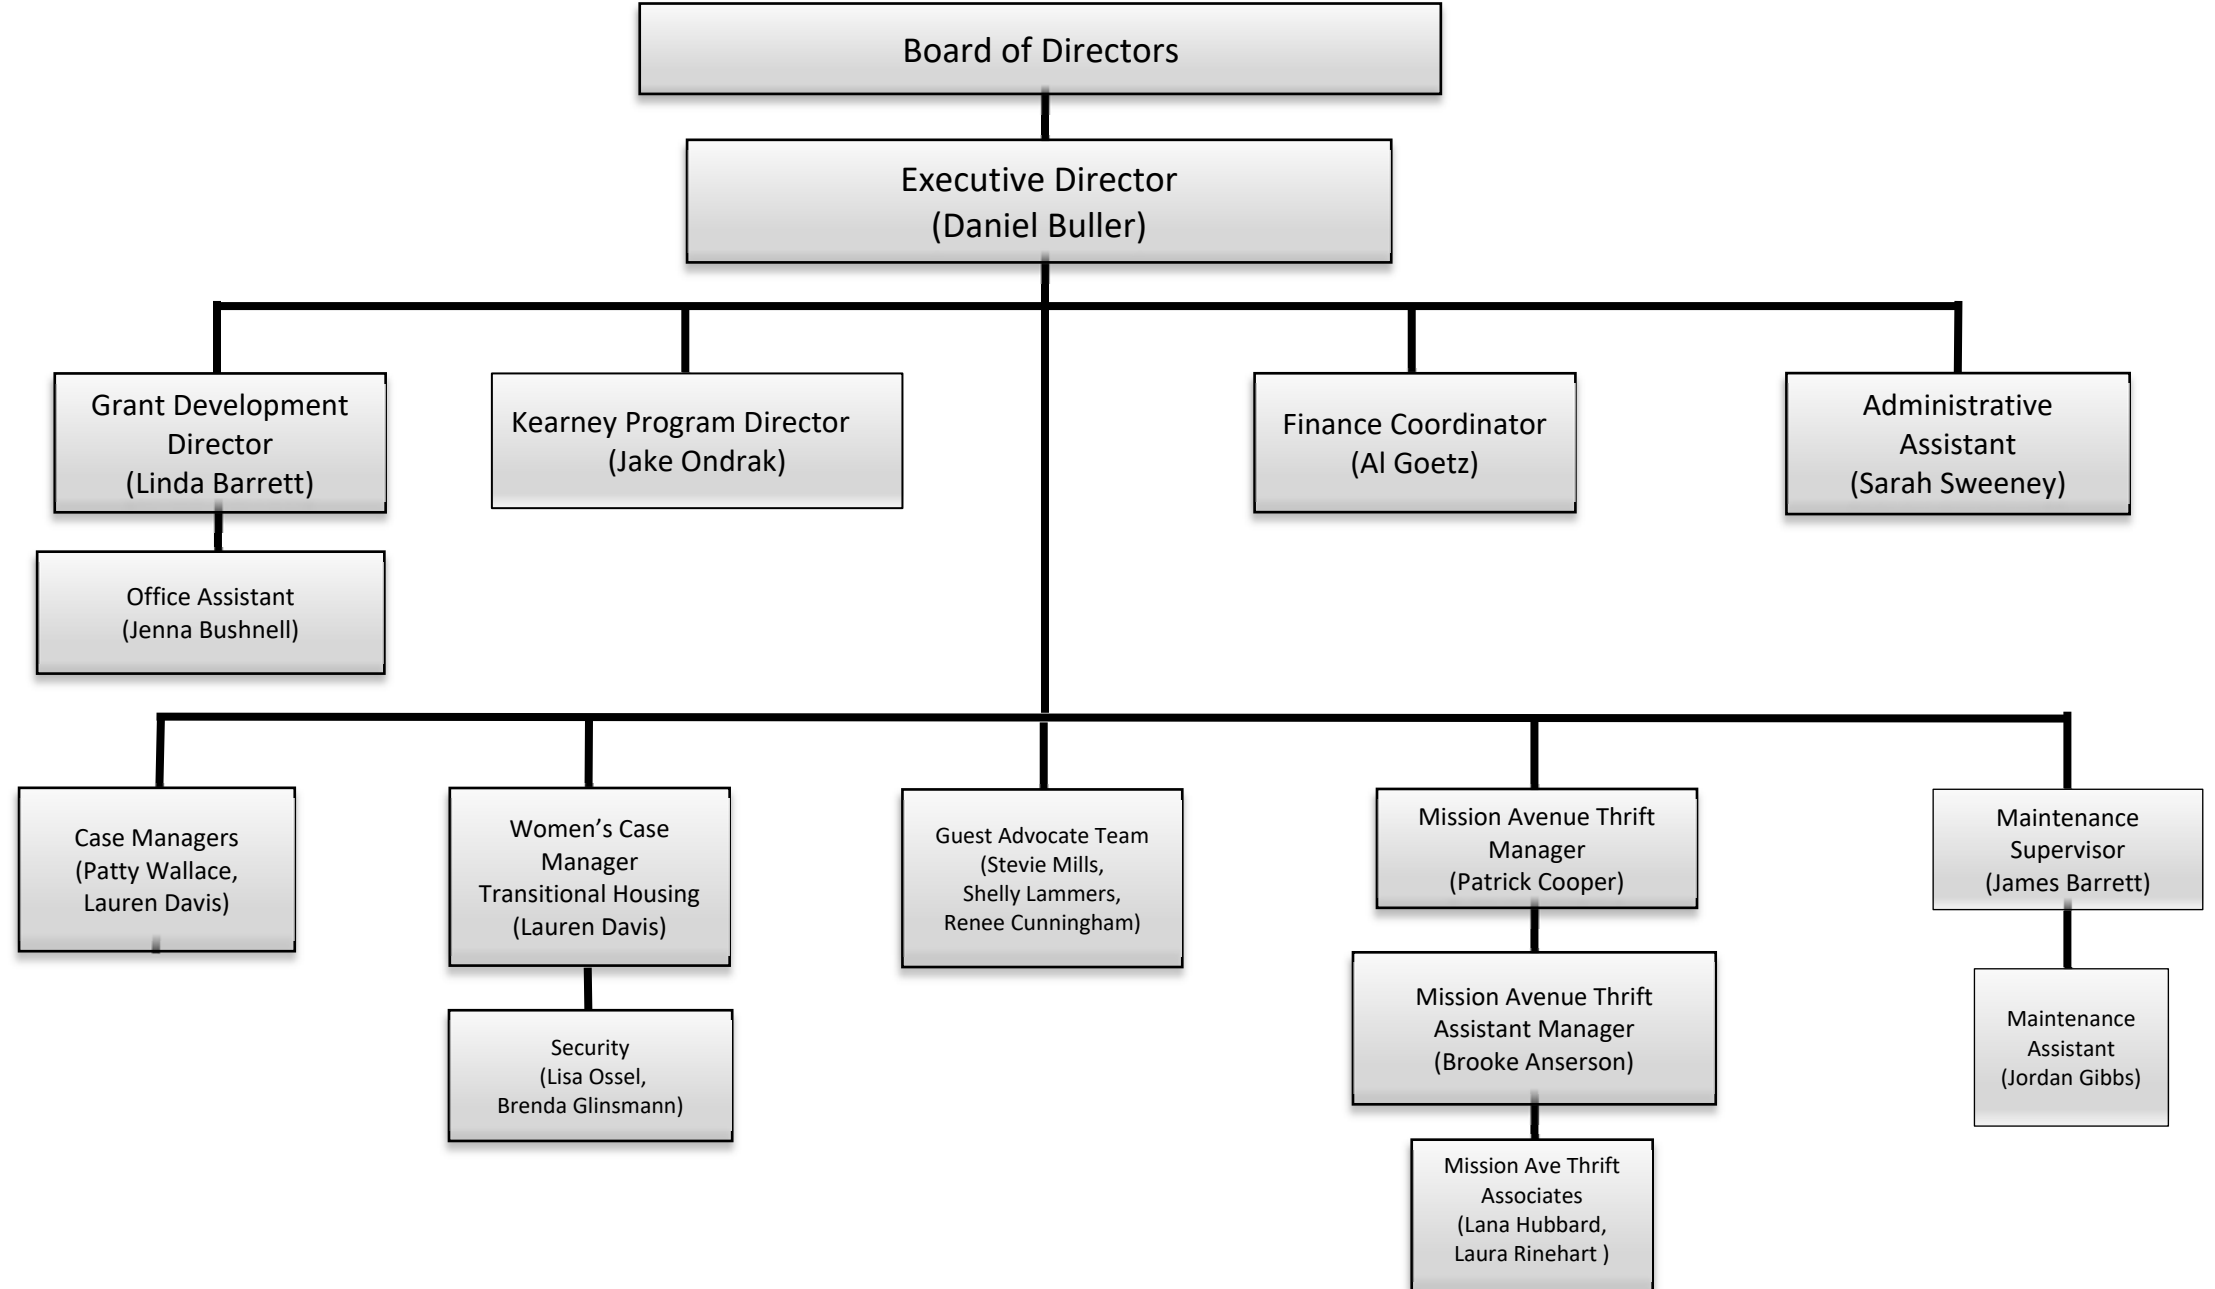 Board of Directors
Executive Director
(Daniel Buller)
Grant Development
Director
(Linda Barrett)
Kearney Program Director
(Jake Ondrak)
Finance Coordinator
(Al Goetz)
Administrative
Assistant
(Sarah Sweeney)
Office Assistant
(Jenna Bushnell)
Case Managers
(Patty Wallace,
Lauren Davis)
Women’s Case
Manager
Transitional Housing
(Lauren Davis)
Guest Advocate Team
(Stevie Mills,
Shelly Lammers,
Renee Cunningham)
Mission Avenue Thrift
Manager
(Patrick Cooper)
Maintenance
Supervisor
(James Barrett)
Security
(Lisa Ossel,
Brenda Glinsmann)
Mission Avenue Thrift
Assistant Manager
(Brooke Anserson)
Maintenance
Assistant
(Jordan Gibbs)
Mission Ave Thrift
Associates
(Lana Hubbard,
Laura Rinehart )